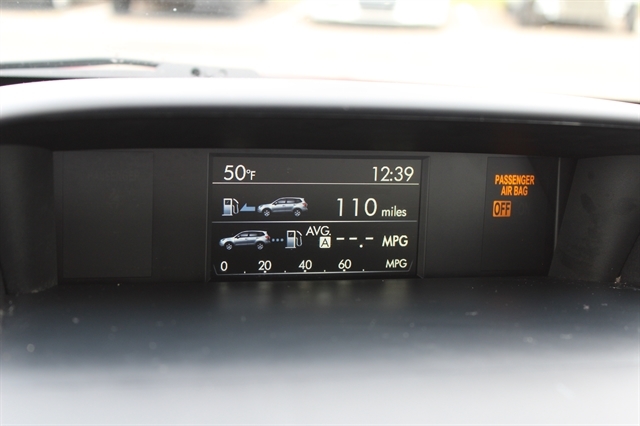 50°F 12:39
110 miles
AVG.
A --.- MPG
0 20 40 60 MPG
PASSENGER
AIR BAG
OFF